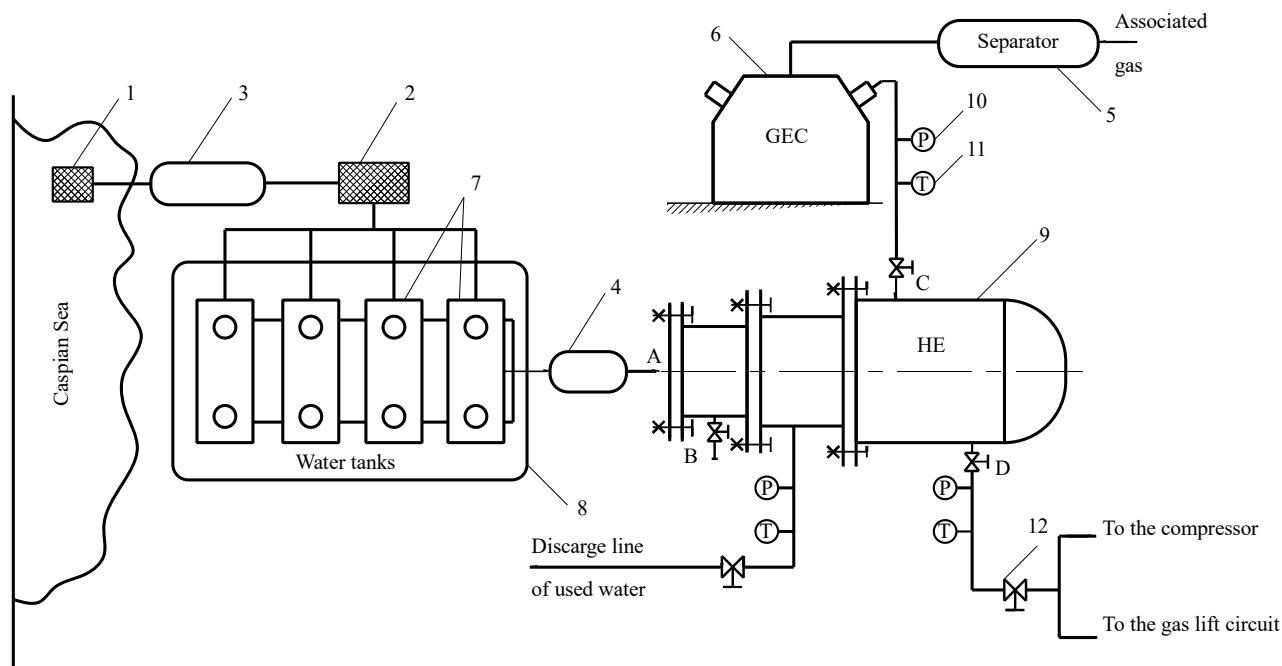 Associated
gas
Separator
5
6
GEC
P
10
T
11
1
3
2
7
Caspian Sea
Water tanks
8
4
A
B
C
9
HE
D
P
T
P
T
12
Discarge line
of used water
To the compressor
To the gas lift circuit